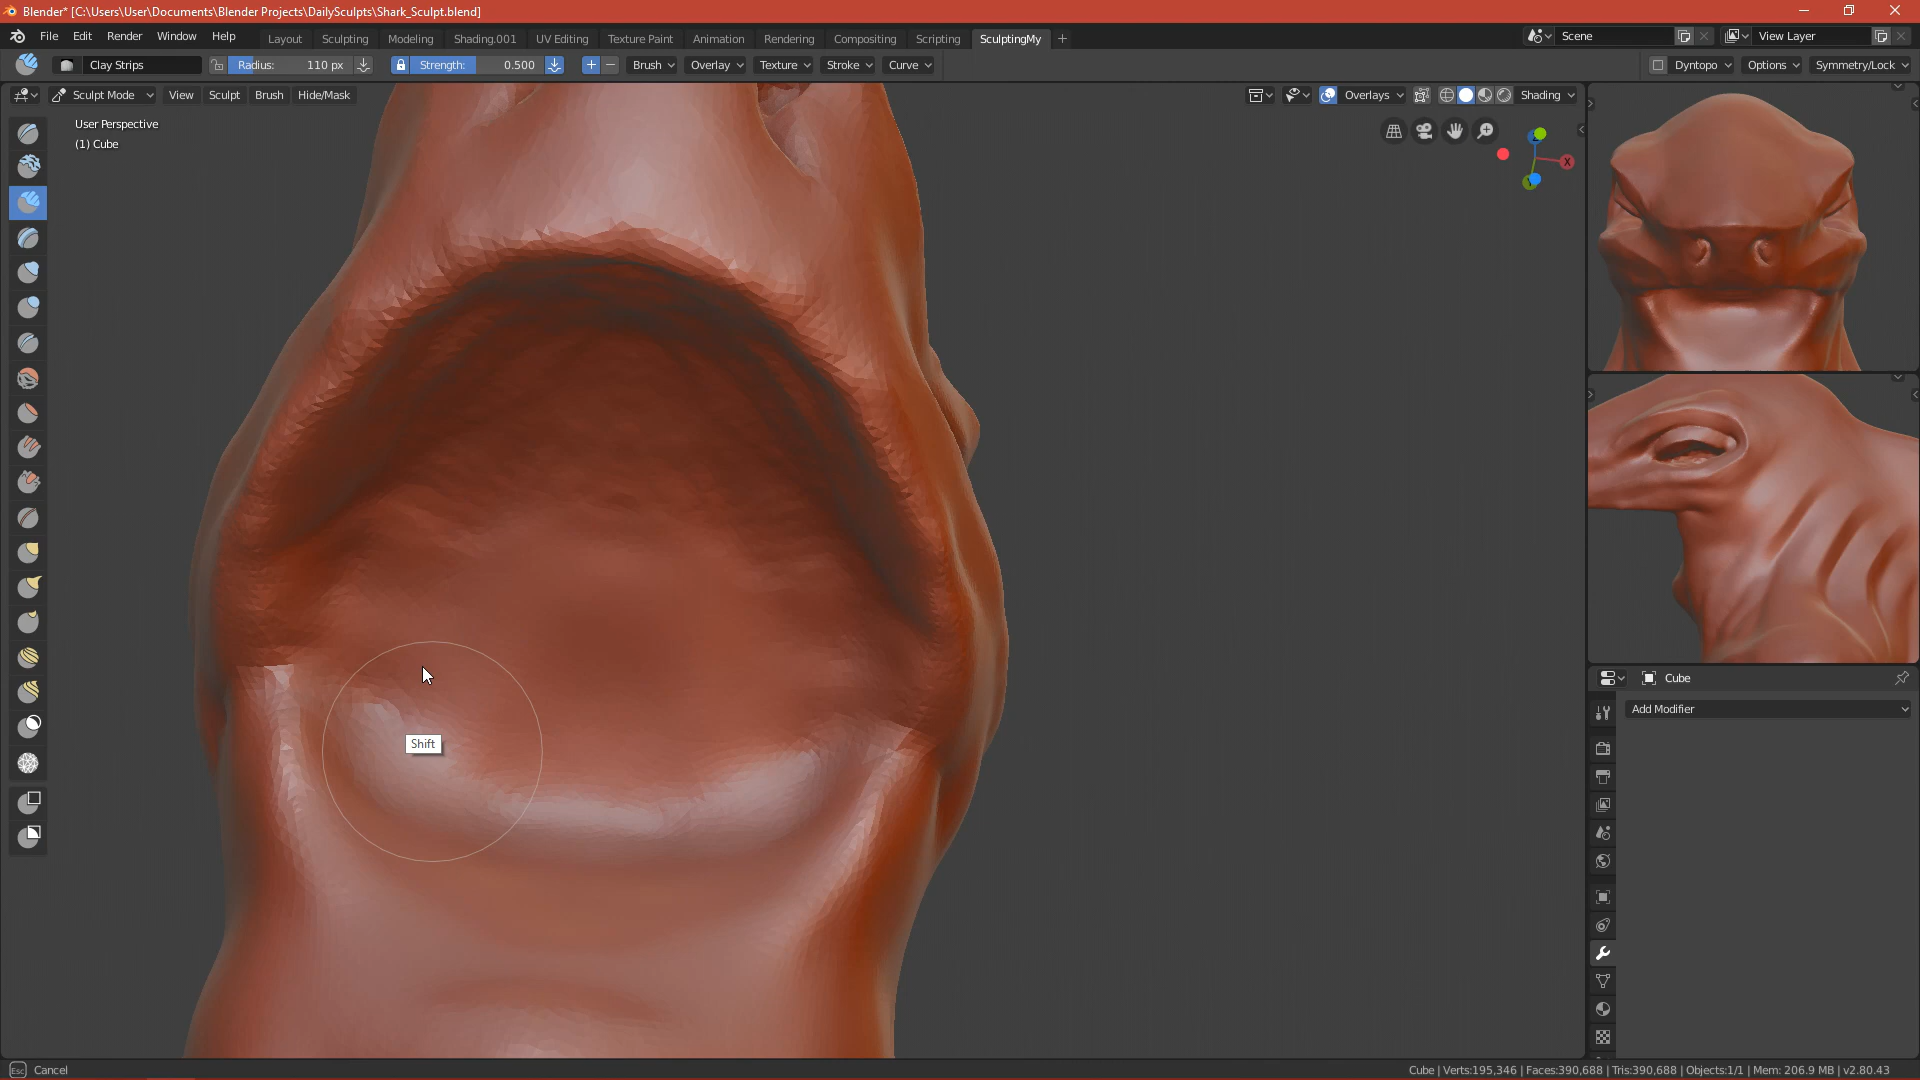 Blender* [C:\Users\User\Documents\Blender Projects\DailySculpts\Shark_Sculpt.blend]
File Edit Render Window Help Layout Sculpting Modeling Shading.001 UV Editing Texture Paint Animation Rendering Compositing Scripting SculptingMy + Scene View Layer
Clay Strips Radius: 110 px Strength: 0.500 Brush Overlay Texture Stroke Curve Dyntopo Options Symmetry/Lock
Sculpt Mode View Sculpt Brush Hide/Mask Overlays Shading
User Perspective
(1) Cube
X
Cube
Add Modifier
Shift
Esc Cancel Cube | Verts:195,346 | Faces:390,688 | Tris:390,688 | Objects:1/1 | Mem: 206.9 MB | v2.80.43